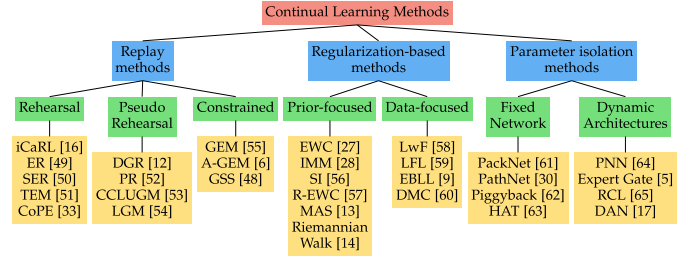 Continual Learning Methods
Replay
methods
Regularization-based
methods
Parameter isolation
methods
Rehearsal
Pseudo
Rehearsal
Constrained
Prior-focused
Data-focused
Fixed
Network
Dynamic
Architectures
iCaRL [16]
ER [49]
SER [50]
TEM [51]
CoPE [33]
DGR [12]
PR [52]
CCLUGM [53]
LGM [54]
GEM [55]
A-GEM [6]
GSS [48]
EWC [27]
IMM [28]
SI [56]
R-EWC [57]
MAS [13]
Riemannian
Walk [14]
LwF [58]
LFL [59]
EBLL [9]
DMC [60]
PackNet [61]
PathNet [30]
Piggyback [62]
HAT [63]
PNN [64]
Expert Gate [5]
RCL [65]
DAN [17]